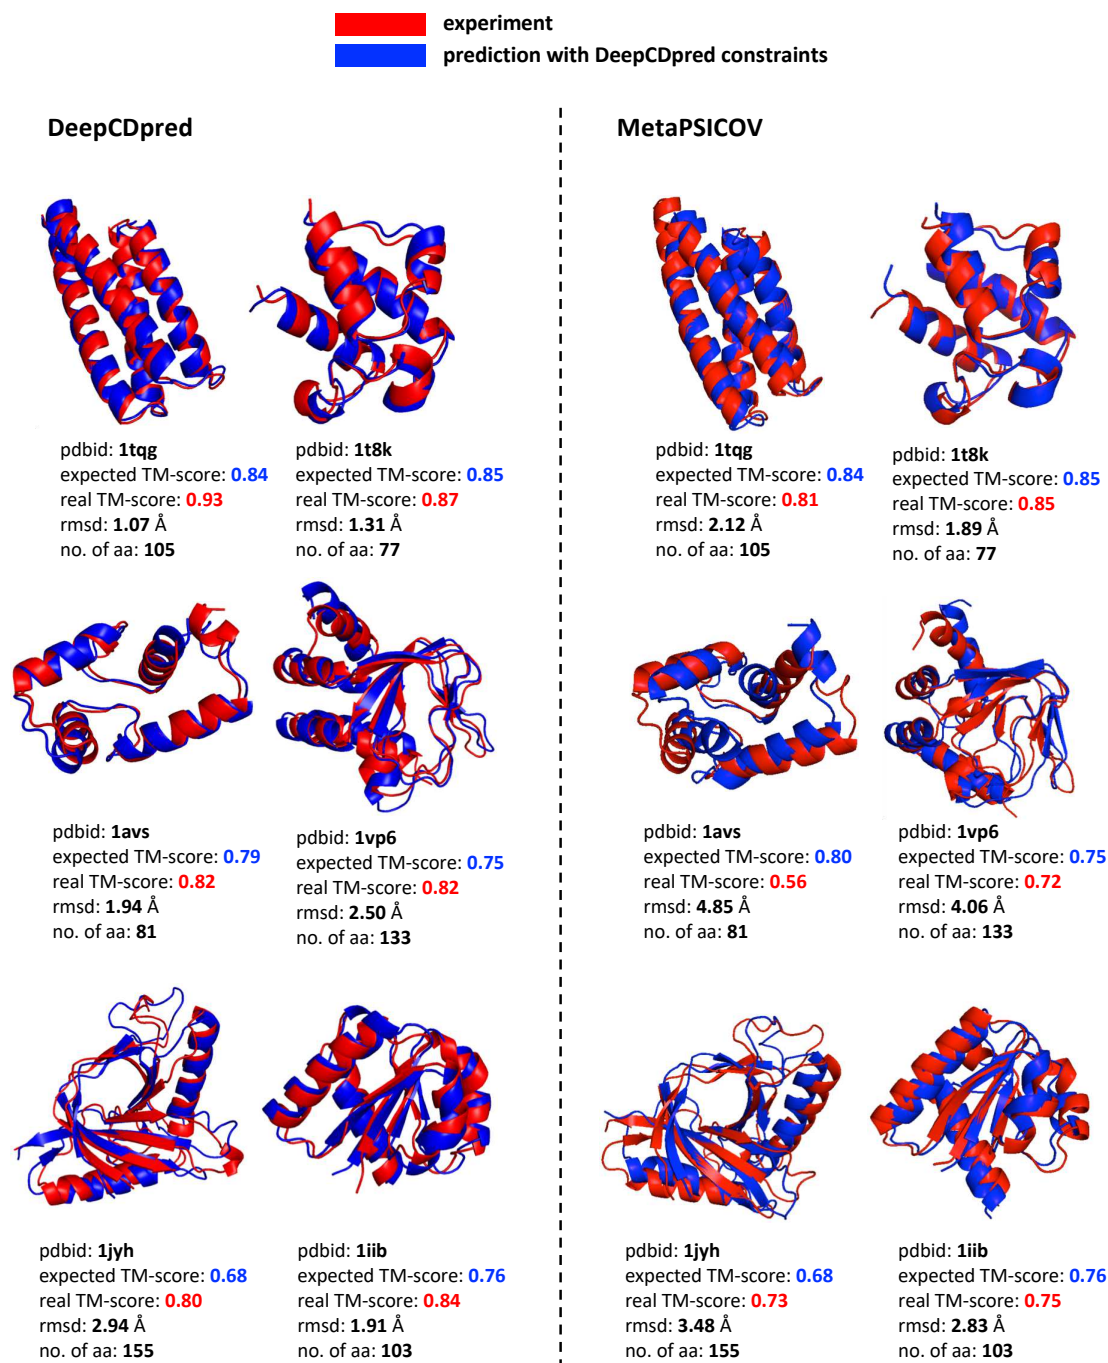 experiment
prediction with DeepCDpred constraints
DeepCDpred
MetaPSICOV
pdbid: 1tqg
expected TM-score: 0.84
real TM-score: 0.93
rmsd: 1.07 Å
no. of aa: 105
pdbid: 1t8k
expected TM-score: 0.85
real TM-score: 0.87
rmsd: 1.31 Å
no. of aa: 77
pdbid: 1tqg
expected TM-score: 0.84
real TM-score: 0.81
rmsd: 2.12 Å
no. of aa: 105
pdbid: 1t8k
expected TM-score: 0.85
real TM-score: 0.85
rmsd: 1.89 Å
no. of aa: 77
pdbid: 1avs
expected TM-score: 0.79
real TM-score: 0.82
rmsd: 1.94 Å
no. of aa: 81
pdbid: 1vp6
expected TM-score: 0.75
real TM-score: 0.82
rmsd: 2.50 Å
no. of aa: 133
pdbid: 1avs
expected TM-score: 0.80
real TM-score: 0.56
rmsd: 4.85 Å
no. of aa: 81
pdbid: 1vp6
expected TM-score: 0.75
real TM-score: 0.72
rmsd: 4.06 Å
no. of aa: 133
pdbid: 1jyh
expected TM-score: 0.68
real TM-score: 0.80
rmsd: 2.94 Å
no. of aa: 155
pdbid: 1iib
expected TM-score: 0.76
real TM-score: 0.84
rmsd: 1.91 Å
no. of aa: 103
pdbid: 1jyh
expected TM-score: 0.68
real TM-score: 0.73
rmsd: 3.48 Å
no. of aa: 155
pdbid: 1iib
expected TM-score: 0.76
real TM-score: 0.75
rmsd: 2.83 Å
no. of aa: 103